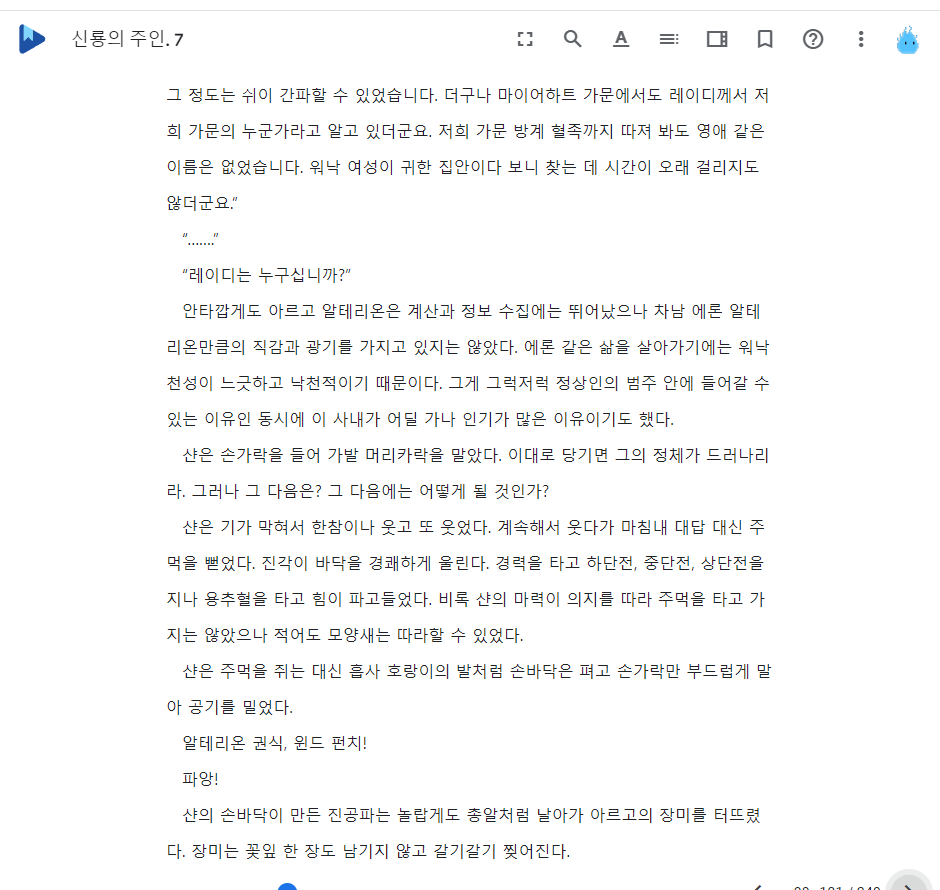 신룡의 주인. 7
그 정도는 쉬이 간파할 수 있었습니다. 더구나 마이어하트 가문에서도 레이디께서 저
희 가문의 누군가라고 알고 있더군요. 저희 가문 방계 혈족까지 따져 봐도 영애 같은
이름은 없었습니다. 워낙 여성이 귀한 집안이다 보니 찾는 데 시간이 오래 걸리지도
않더군요.”
“…….”
“레이디는 누구십니까?”
안타깝게도 아르고 알테리온은 계산과 정보 수집에는 뛰어났으나 차남 에론 알테
리온만큼의 직감과 광기를 가지고 있지는 않았다. 에론 같은 삶을 살아가기에는 워낙
천성이 느긋하고 낙천적이기 때문이다. 그게 그럭저럭 정상인의 범주 안에 들어갈 수
있는 이유인 동시에 이 사내가 어딜 가나 인기가 많은 이유이기도 했다.
샨은 손가락을 들어 가발 머리카락을 말았다. 이대로 당기면 그의 정체가 드러나리
라. 그러나 그 다음은? 그 다음에는 어떻게 될 것인가?
샨은 기가 막혀서 한참이나 웃고 또 웃었다. 계속해서 웃다가 마침내 대답 대신 주
먹을 뻗었다. 진각이 바닥을 경쾌하게 울린다. 경력을 타고 하단전, 중단전, 상단전을
지나 용추혈을 타고 힘이 파고들었다. 비록 샨의 마력이 의지를 따라 주먹을 타고 가
지는 않았으나 적어도 모양새는 따라할 수 있었다.
샨은 주먹을 쥐는 대신 흡사 호랑이의 발처럼 손바닥은 펴고 손가락만 부드럽게 말
아 공기를 밀었다.
알테리온 권식, 윈드 펀치!
파앙!
샨의 손바닥이 만든 진공파는 놀랍게도 총알처럼 날아가 아르고의 장미를 터뜨렸
다. 장미는 꽃잎 한 장도 남기지 않고 갈기갈기 찢어진다.